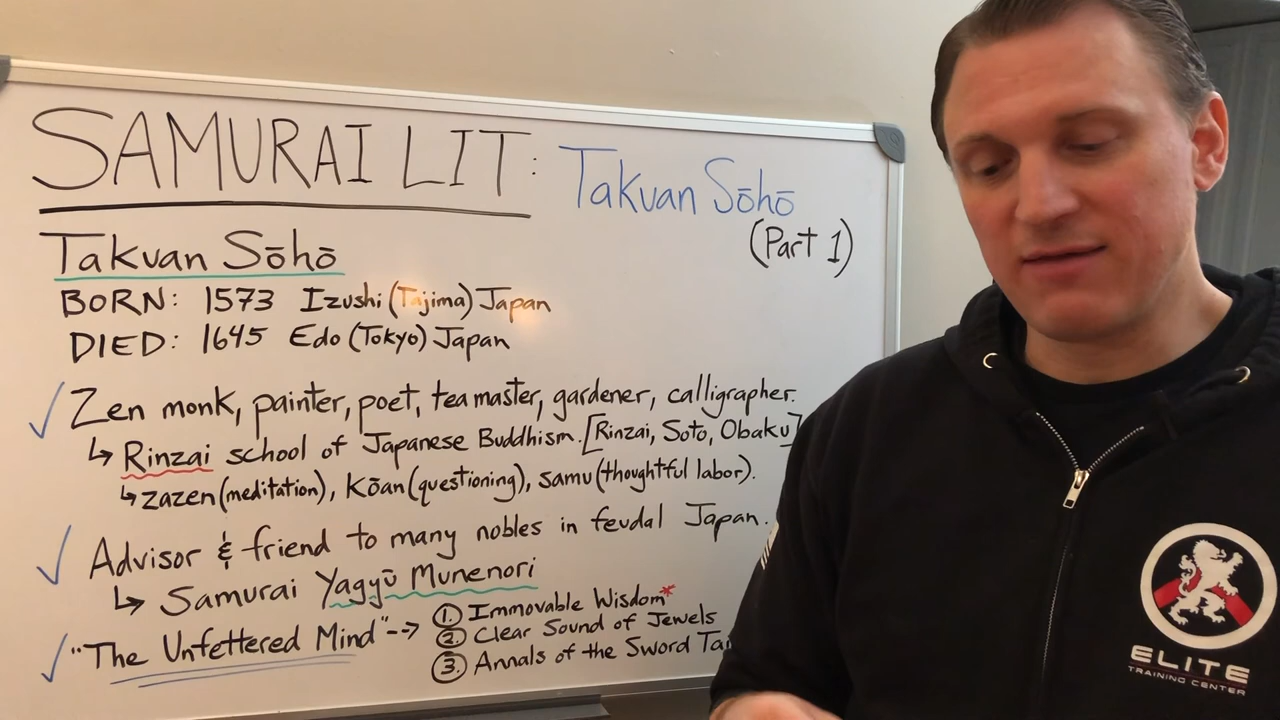 SAMURAI LIT: Takuan Sōhō
(Part 1)
Takuan Sōhō
BORN: 1573 Izushi (Tajima) Japan
DIED: 1645 Edo (Tokyo) Japan
✓ Zen monk, painter, poet, tea master, gardener, calligrapher.
↳ Rinzai school of Japanese Buddhism. [Rinzai, Soto, Obaku]
↳ zazen (meditation), Kōan (questioning), samu (thoughtful labor).
✓ Advisor & friend to many nobles in feudal Japan.
↳ Samurai Yagyū Munenori
✓ "The Unfettered Mind" --> ① Immovable Wisdom*
② Clear Sound of Jewels
③ Annals of the Sword Tai
ELITE
TRAINING CENTER